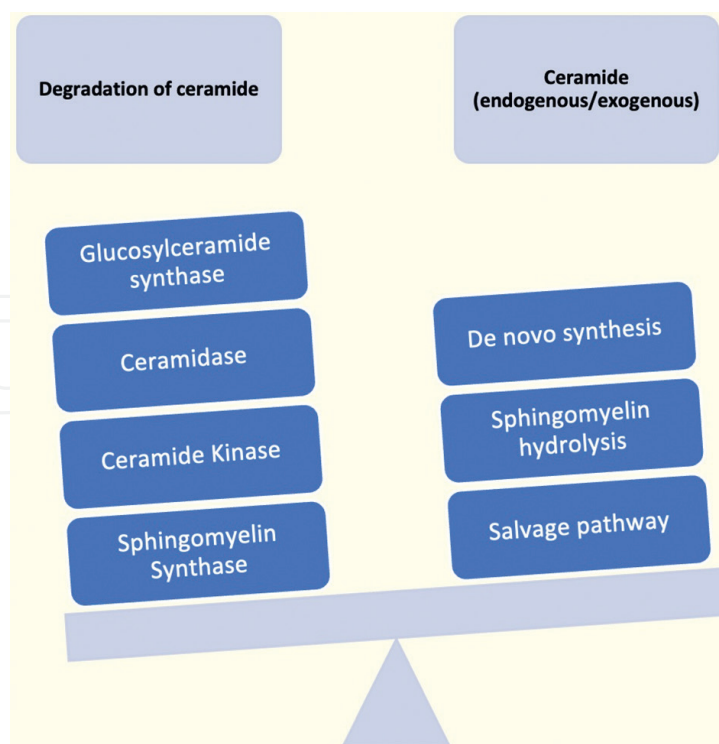 Degradation of ceramide
Ceramide
(endogenous/exogenous)
Glucosylceramide
synthase
Ceramidase
Ceramide Kinase
Sphingomyelin
Synthase
De novo synthesis
Sphingomyelin
hydrolysis
Salvage pathway